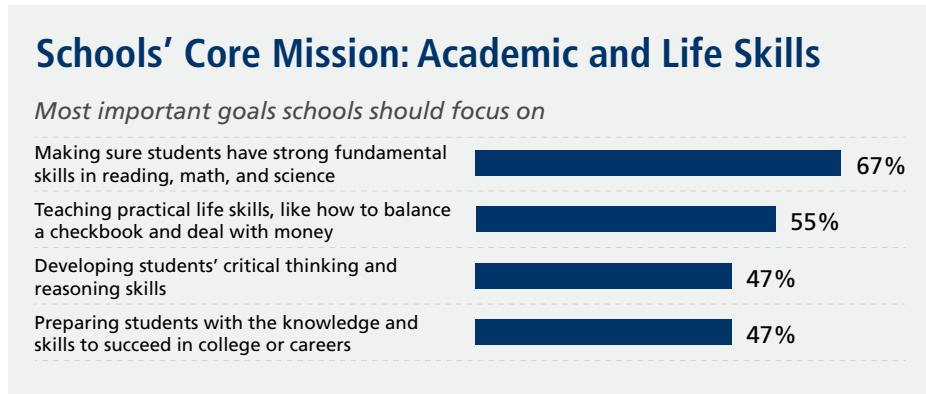 Schools’ Core Mission: Academic and Life Skills
Most important goals schools should focus on
Making sure students have strong fundamental
skills in reading, math, and science
67%
Teaching practical life skills, like how to balance
a checkbook and deal with money
55%
Developing students’ critical thinking and
reasoning skills
47%
Preparing students with the knowledge and
skills to succeed in college or careers
47%